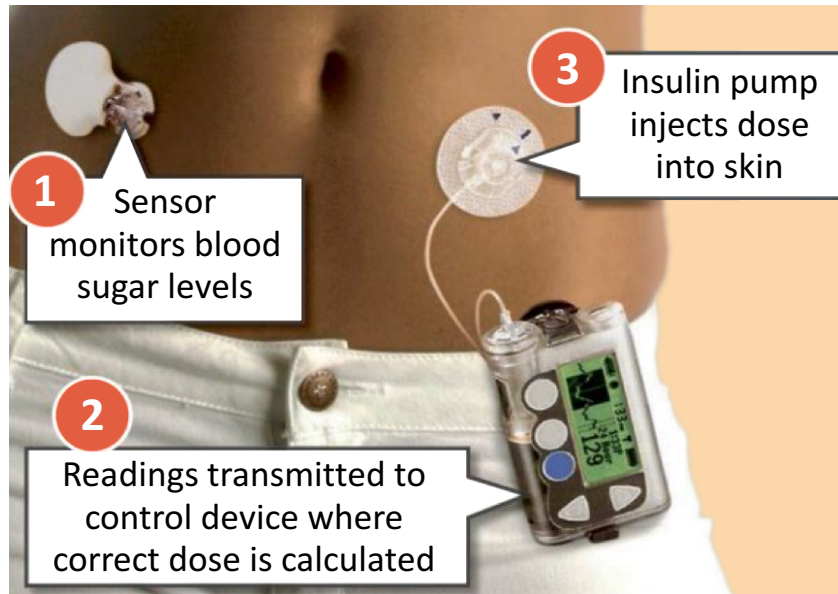 1
Sensor
monitors blood
sugar levels
2
Readings transmitted to
control device where
correct dose is calculated
3
Insulin pump
injects dose
into skin
129